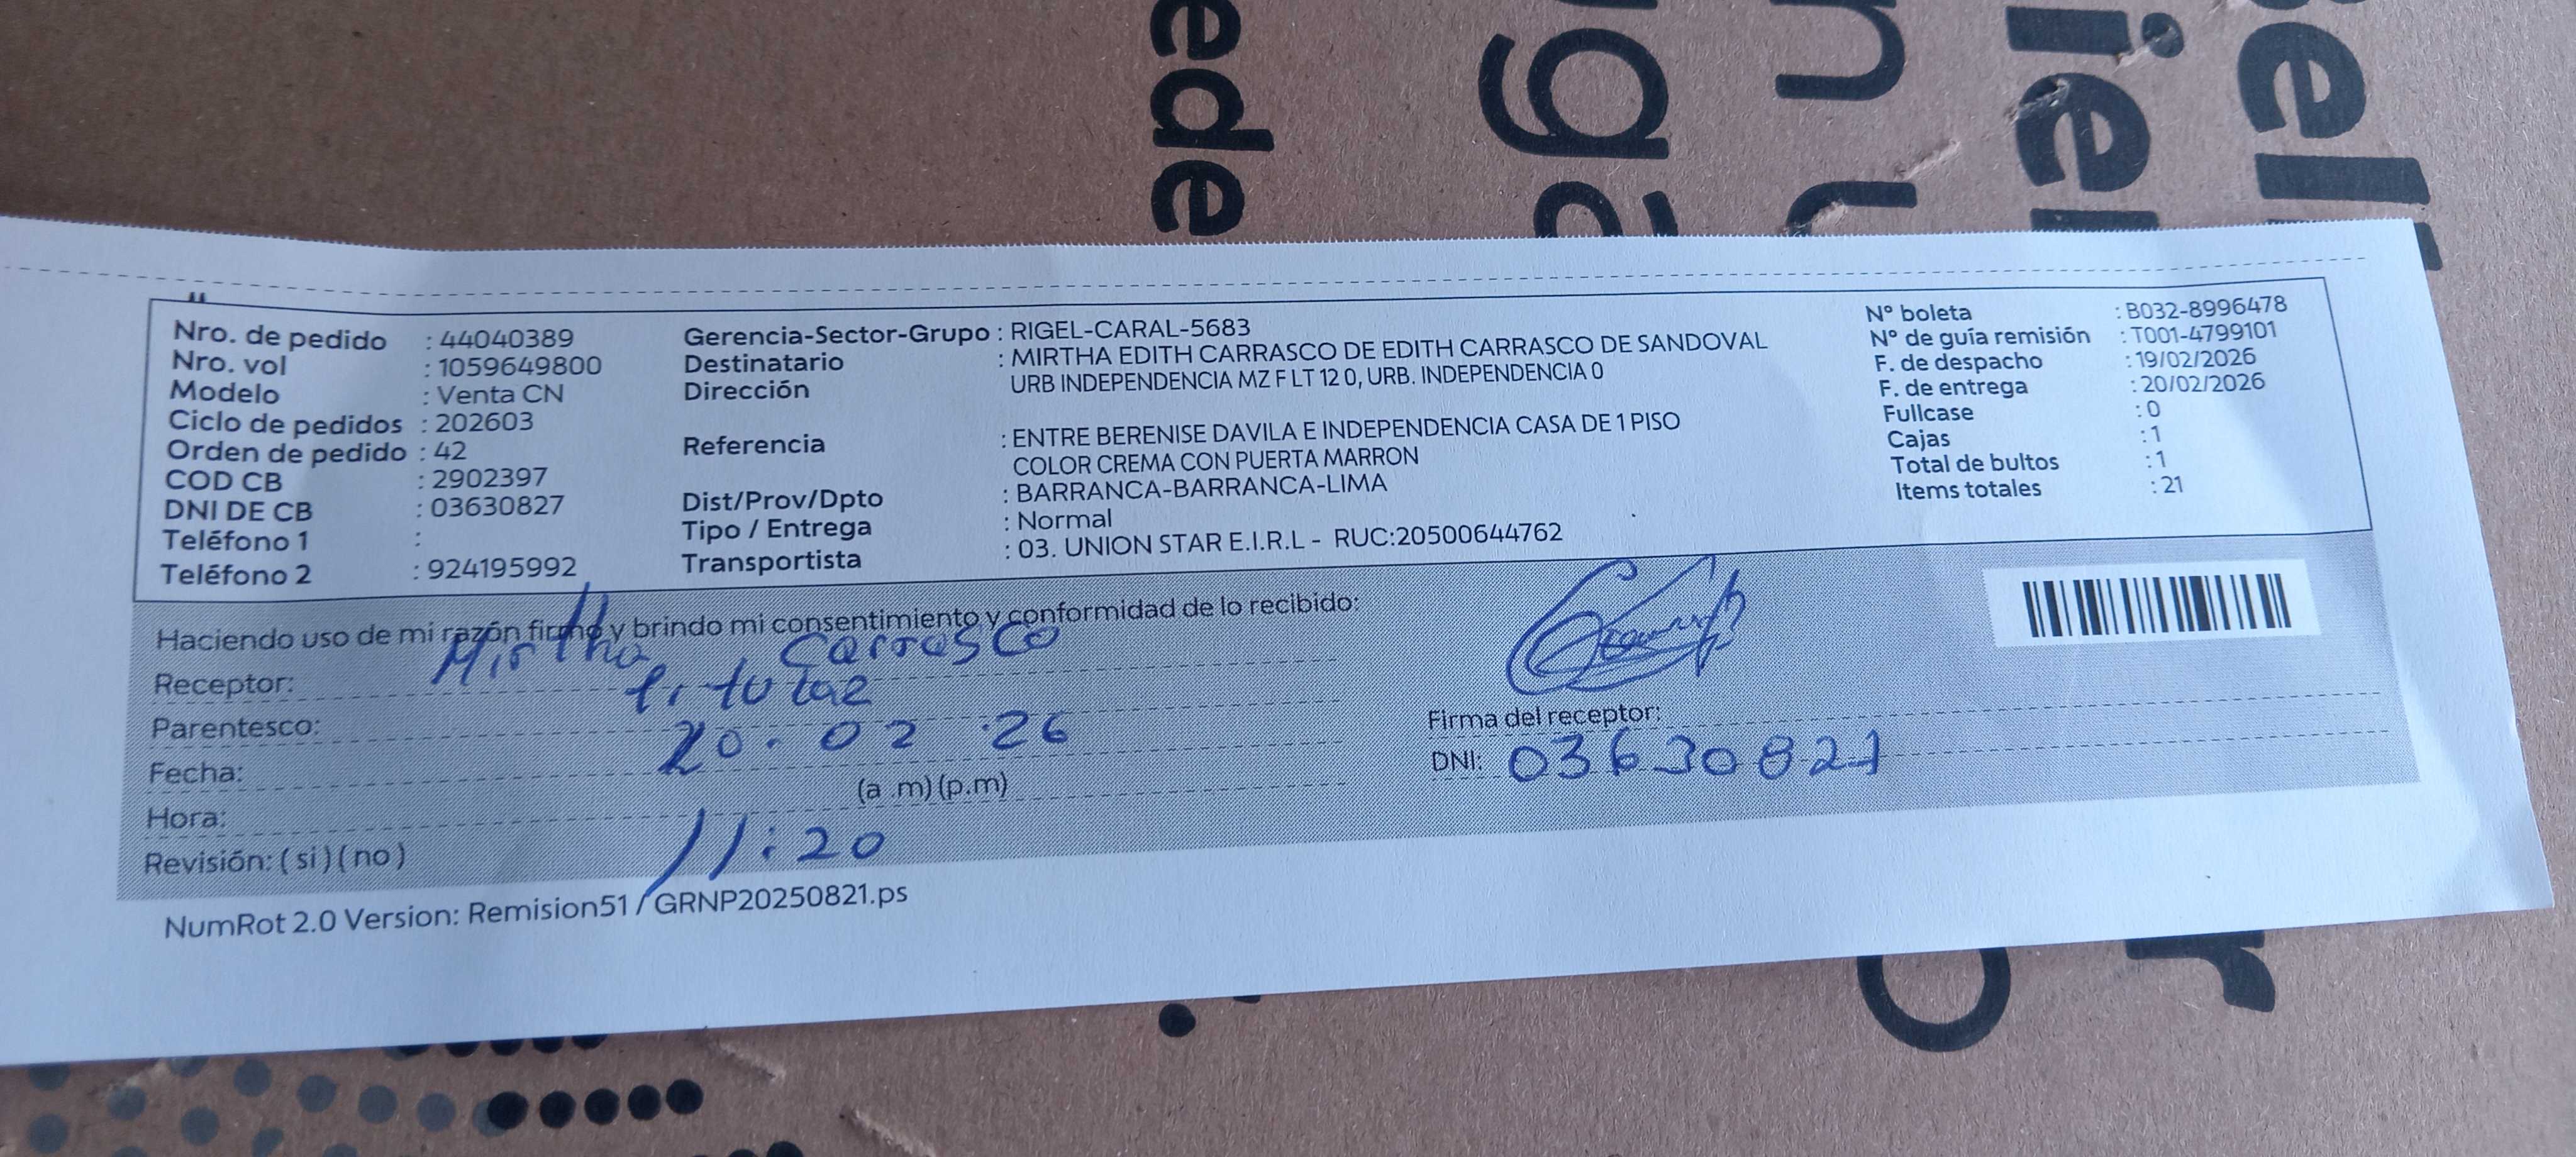 Nro. de pedido : 44040389
Nro. vol : 1059649800
Modelo : Venta CN
Ciclo de pedidos : 202603
Orden de pedido : 42
COD CB : 2902397
DNI DE CB : 03630827
Teléfono 1 :
Teléfono 2 : 924195992
Gerencia-Sector-Grupo : RIGEL-CARAL-5683
Destinatario : MIRTHA EDITH CARRASCO DE EDITH CARRASCO DE SANDOVAL
Dirección URB INDEPENDENCIA MZ F LT 12 0, URB. INDEPENDENCIA 0
Referencia : ENTRE BERENISE DAVILA E INDEPENDENCIA CASA DE 1 PISO
COLOR CREMA CON PUERTA MARRON
Dist/Prov/Dpto : BARRANCA-BARRANCA-LIMA
Tipo / Entrega : Normal
Transportista : 03. UNION STAR E.I.R.L - RUC:20500644762
Nº boleta : B032-8996478
Nº de guía remisión : T001-4799101
F. de despacho : 19/02/2026
F. de entrega : 20/02/2026
Fullcase : 0
Cajas : 1
Total de bultos : 1
Items totales : 21
Haciendo uso de mi razón firmo y brindo mi consentimiento y conformidad de lo recibido:
Receptor: Mirtha Carrasco
Parentesco:
Fecha: 20.02.26
Hora: (a.m)(p.m)
11:20
Revisión: (si)(no)
Firma del receptor:
DNI: 03630827
NumRot 2.0 Version: Remision51 / GRNP20250821.ps